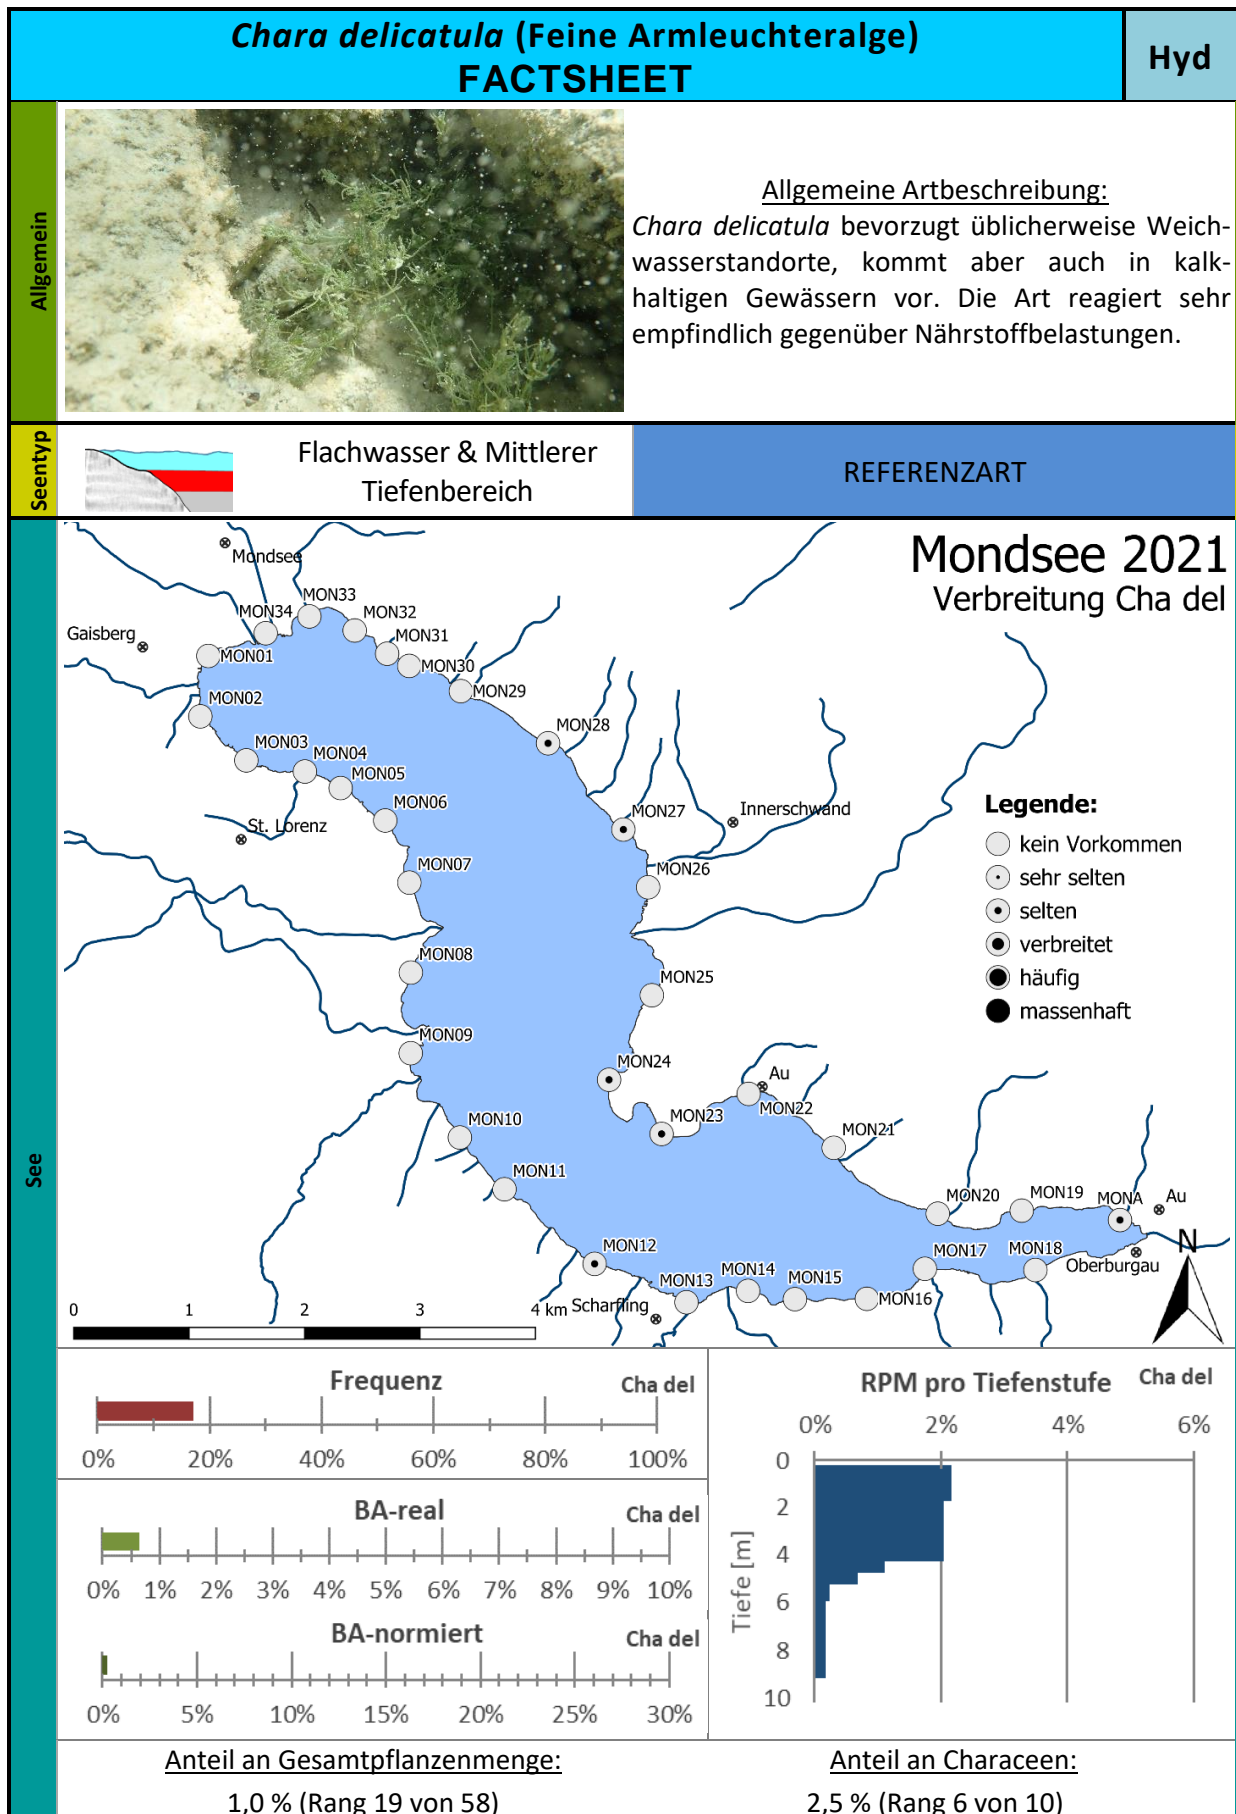 Chara delicatula (Feine Armleuchteralge)
FACTSHEET
Hyd
Allgemein
Allgemeine Artbeschreibung:
Chara delicatula bevorzugt üblicherweise Weich-
wasserstandorte, kommt aber auch in kalk-
haltigen Gewässern vor. Die Art reagiert sehr
empfindlich gegenüber Nährstoffbelastungen.
Seentyp
Flachwasser & Mittlerer
Tiefenbereich
REFERENZART
See
Mondsee 2021
Verbreitung Cha del
Mondsee
MON33
MON34
MON32
Gaisberg
MON31
MON01
MON30
MON29
MON02
MON28
MON03
MON04
MON05
MON06
MON27
Innerschwand
St. Lorenz
MON07
MON26
MON08
MON25
MON09
MON24
Au
MON22
MON23
MON10
MON21
MON11
MON20
MON19
MONA
Au
MON12
MON17
MON18
Oberburgau
N
MON13
MON14
MON15
MON16
Scharfling
0 1 2 3 4 km
Legende:
kein Vorkommen
sehr selten
selten
verbreitet
häufig
massenhaft
Frequenz
Cha del
0% 20% 40% 60% 80% 100%
BA-real
Cha del
0% 1% 2% 3% 4% 5% 6% 7% 8% 9% 10%
BA-normiert
Cha del
0% 5% 10% 15% 20% 25% 30%
RPM pro Tiefenstufe
Cha del
0% 2% 4% 6%
0
2
4
6
8
10
Tiefe [m]
Anteil an Gesamtpflanzenmenge:
1,0 % (Rang 19 von 58)
Anteil an Characeen:
2,5 % (Rang 6 von 10)